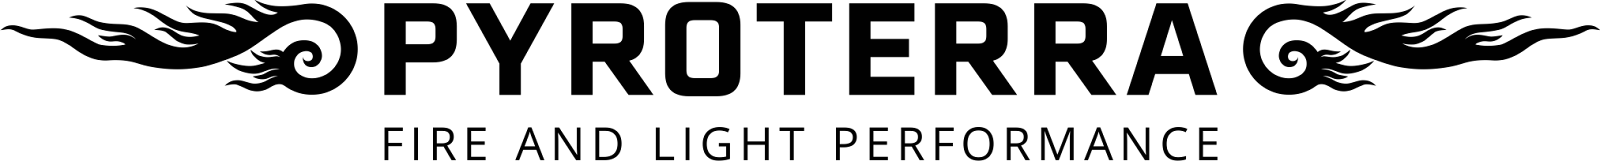 PYROTERRA
FIRE AND LIGHT PERFORMANCE